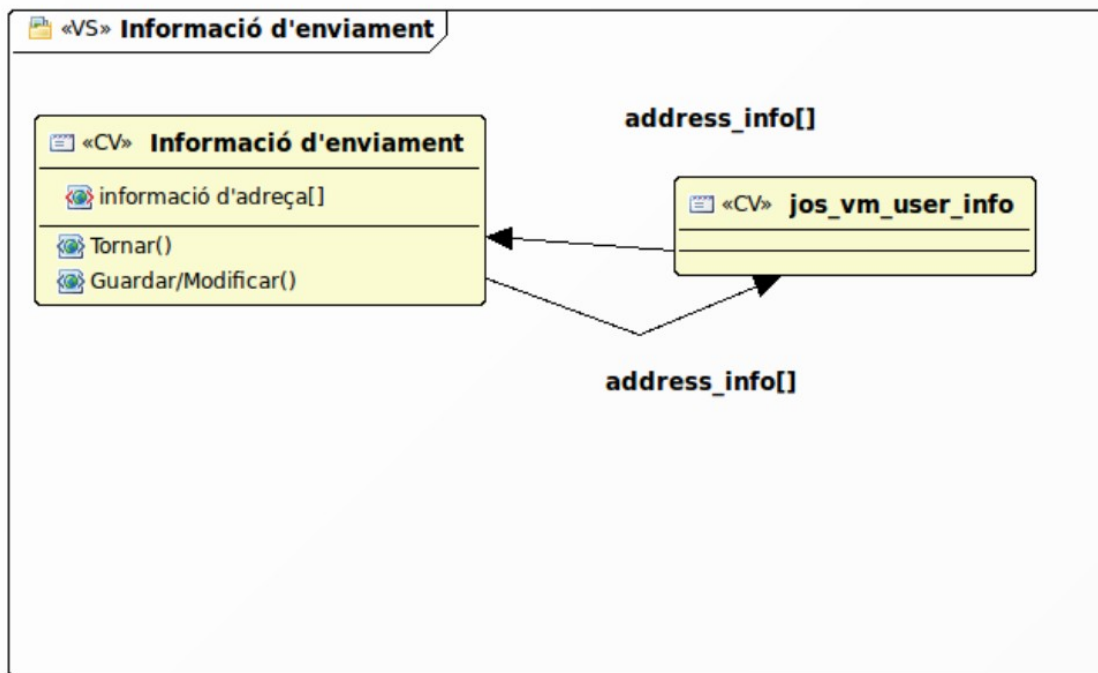 «VS» Informació d'enviament
address_info[]
«CV» Informació d'enviament
informació d'adreça[]
Tornar()
Guardar/Modificar()
«CV» jos_vm_user_info
address_info[]